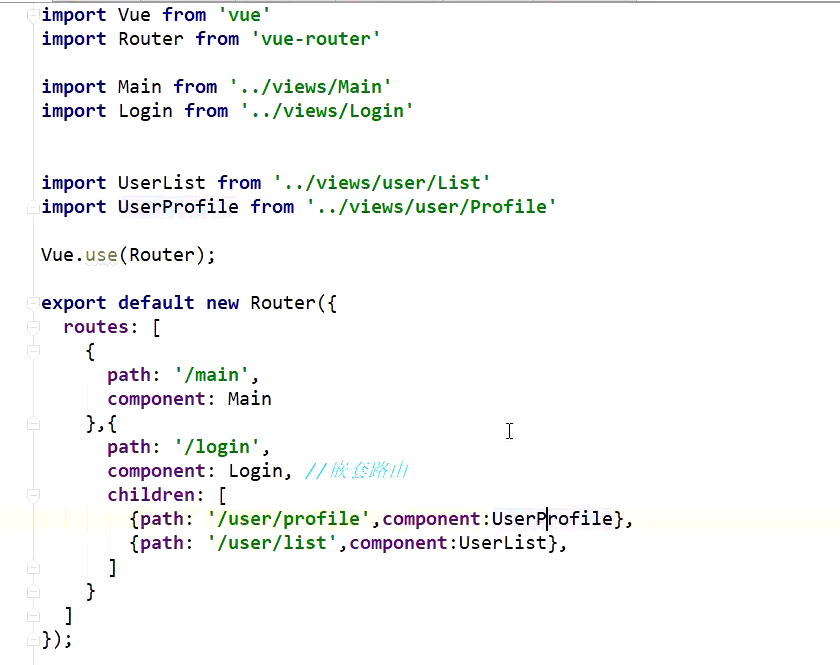 import Vue from 'vue'
import Router from 'vue-router'
import Main from '../views/Main'
import Login from '../views/Login'
import UserList from '../views/user/List'
import UserProfile from '../views/user/Profile'
Vue.use(Router);
export default new Router({
  routes: [
    {
      path: '/main',
      component: Main
    },{
      path: '/login',
      component: Login, //嵌套路由
      children: [
        {path: '/user/profile',component:UserProfile},
        {path: '/user/list',component:UserList},
      ]
    }
  ]
});